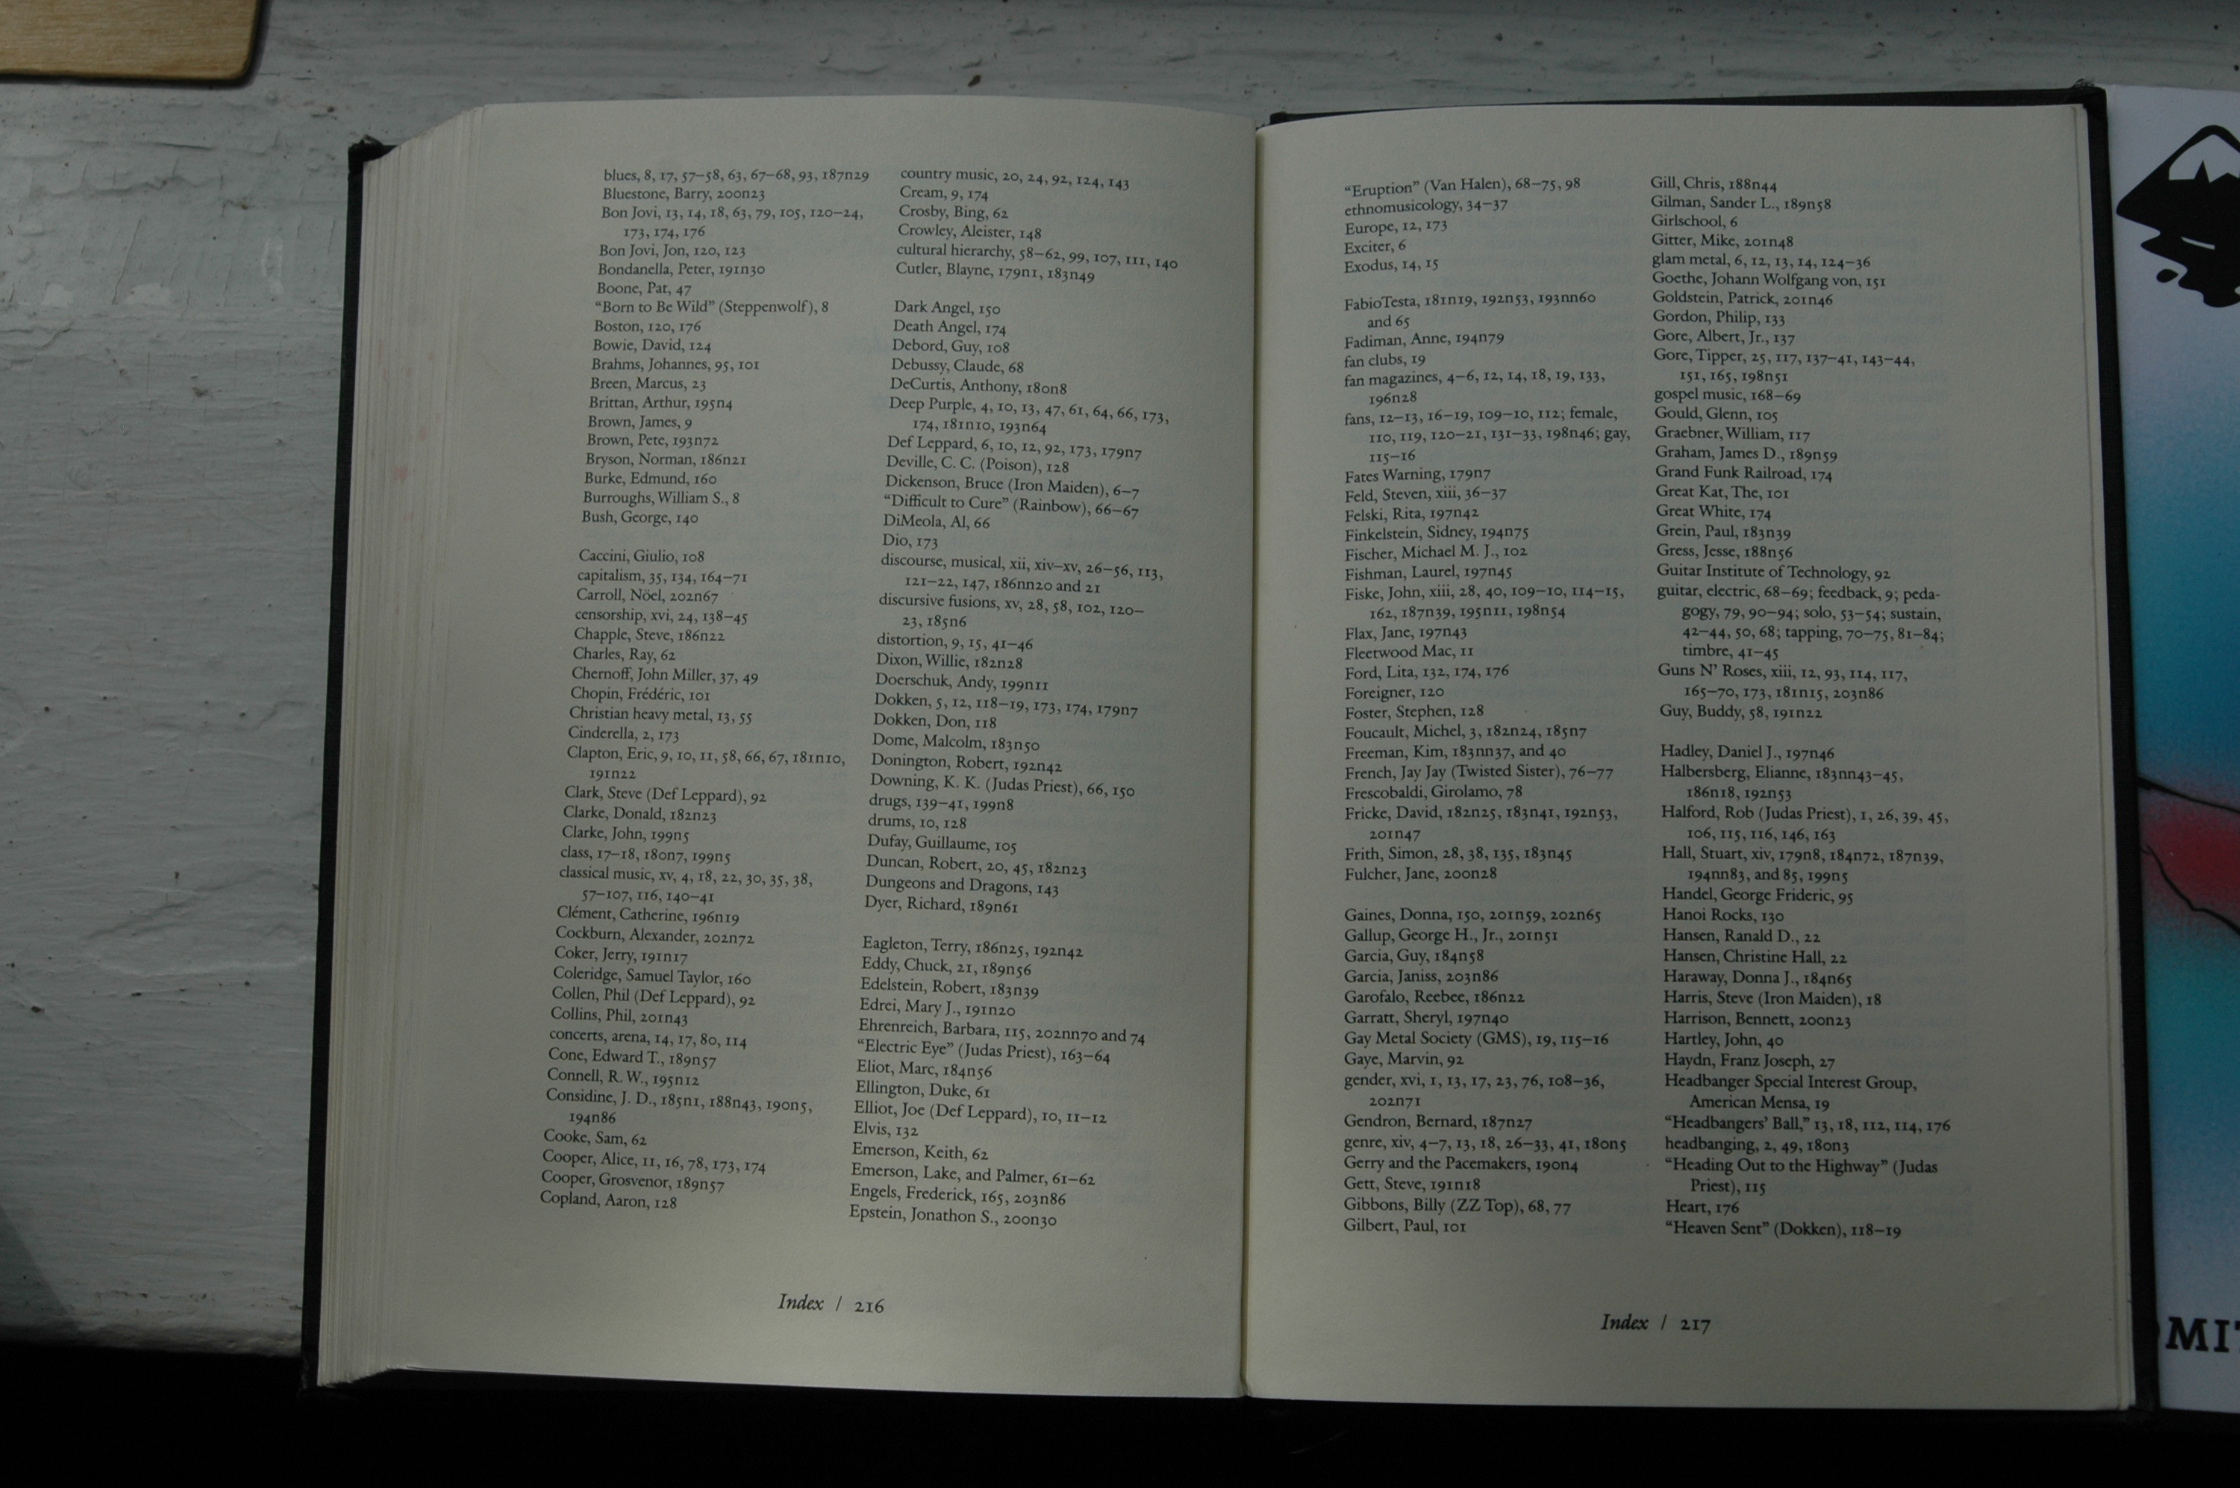 blues, 8, 17, 57–58, 63, 67–68, 93, 187n29
Bluestone, Barry, 200n23
Bon Jovi, 13, 14, 18, 63, 79, 105, 120–24,
173, 174, 176
Bon Jovi, Jon, 120, 123
Bondanella, Peter, 191n30
Boone, Pat, 47
“Born to Be Wild” (Steppenwolf), 8
Boston, 120, 176
Bowie, David, 124
Brahms, Johannes, 95, 101
Breen, Marcus, 23
Brittan, Arthur, 195n4
Brown, James, 9
Brown, Pete, 193n72
Bryson, Norman, 186n21
Burke, Edmund, 160
Burroughs, William S., 8
Bush, George, 140
Caccini, Giulio, 108
capitalism, 35, 134, 164–71
Carroll, Nöel, 202n67
censorship, xvi, 24, 138–45
Chapple, Steve, 186n22
Charles, Ray, 62
Chernoff, John Miller, 37, 49
Chopin, Frédéric, 101
Christian heavy metal, 13, 55
Cinderella, 2, 173
Clapton, Eric, 9, 10, 11, 58, 66, 67, 181n10,
191n22
Clark, Steve (Def Leppard), 92
Clarke, Donald, 182n23
Clarke, John, 199n5
class, 17–18, 180n7, 199n5
classical music, xv, 4, 18, 22, 30, 35, 38,
57–107, 116, 140–41
Clément, Catherine, 196n19
Cockburn, Alexander, 202n72
Coker, Jerry, 191n17
Coleridge, Samuel Taylor, 160
Collen, Phil (Def Leppard), 92
Collins, Phil, 201n43
concerts, arena, 14, 17, 80, 114
Cone, Edward T., 189n57
Connell, R. W., 195n12
Considine, J. D., 185n1, 188n43, 190n5,
194n86
Cooke, Sam, 62
Cooper, Alice, 11, 16, 78, 173, 174
Cooper, Grosvenor, 189n57
Copland, Aaron, 128
country music, 20, 24, 92, 124, 143
Cream, 9, 174
Crosby, Bing, 62
Crowley, Aleister, 148
cultural hierarchy, 58–62, 99, 107, 111, 140
Cutler, Blayne, 179n1, 183n49
Dark Angel, 150
Death Angel, 174
Debord, Guy, 108
Debussy, Claude, 68
DeCurtis, Anthony, 180n8
Deep Purple, 4, 10, 13, 47, 61, 64, 66, 173,
174, 181n10, 193n64
Def Leppard, 6, 10, 12, 92, 173, 179n7
Deville, C. C. (Poison), 128
Dickenson, Bruce (Iron Maiden), 6–7
“Difficult to Cure” (Rainbow), 66–67
DiMeola, Al, 66
Dio, 173
discourse, musical, xii, xiv–xv, 26–56, 113,
121–22, 147, 186nn20 and 21
discursive fusions, xv, 28, 58, 102, 120–
23, 185n6
distortion, 9, 15, 41–46
Dixon, Willie, 182n28
Doerschuk, Andy, 199n11
Dokken, 5, 12, 118–19, 173, 174, 179n7
Dokken, Don, 118
Dome, Malcolm, 183n50
Donington, Robert, 192n42
Downing, K. K. (Judas Priest), 66, 150
drugs, 139–41, 199n8
drums, 10, 128
Dufay, Guillaume, 105
Duncan, Robert, 20, 45, 182n23
Dungeons and Dragons, 143
Dyer, Richard, 189n61
Eagleton, Terry, 186n25, 192n42
Eddy, Chuck, 21, 189n56
Edelstein, Robert, 183n39
Edrei, Mary J., 191n20
Ehrenreich, Barbara, 115, 202nn70 and 74
“Electric Eye” (Judas Priest), 163–64
Eliot, Marc, 184n56
Ellington, Duke, 61
Elliot, Joe (Def Leppard), 10, 11–12
Elvis, 132
Emerson, Keith, 62
Emerson, Lake, and Palmer, 61–62
Engels, Frederick, 165, 203n86
Epstein, Jonathon S., 200n30
Index / 216
“Eruption” (Van Halen), 68–75, 98
ethnomusicology, 34–37
Europe, 12, 173
Exciter, 6
Exodus, 14, 15
FabioTesta, 181n19, 192n53, 193nn60
and 65
Fadiman, Anne, 194n79
fan clubs, 19
fan magazines, 4–6, 12, 14, 18, 19, 133,
196n28
fans, 12–13, 16–19, 109–10, 112; female,
110, 119, 120–21, 131–33, 198n46; gay,
115–16
Fates Warning, 179n7
Feld, Steven, xiii, 36–37
Felski, Rita, 197n42
Finkelstein, Sidney, 194n75
Fischer, Michael M. J., 102
Fishman, Laurel, 197n45
Fiske, John, xiii, 28, 40, 109–10, 114–15,
162, 187n39, 195n11, 198n54
Flax, Jane, 197n43
Fleetwood Mac, 11
Ford, Lita, 132, 174, 176
Foreigner, 120
Foster, Stephen, 128
Foucault, Michel, 3, 182n24, 185n7
Freeman, Kim, 183nn37, and 40
French, Jay Jay (Twisted Sister), 76–77
Frescobaldi, Girolamo, 78
Fricke, David, 182n25, 183n41, 192n53,
201n47
Frith, Simon, 28, 38, 135, 183n45
Fulcher, Jane, 200n28
Gaines, Donna, 150, 201n59, 202n65
Gallup, George H., Jr., 201n51
Garcia, Guy, 184n58
Garcia, Janiss, 203n86
Garofalo, Reebee, 186n22
Garratt, Sheryl, 197n40
Gay Metal Society (GMS), 19, 115–16
Gaye, Marvin, 92
gender, xvi, 1, 13, 17, 23, 76, 108–36,
202n71
Gendron, Bernard, 187n27
genre, xiv, 4–7, 13, 18, 26–33, 41, 180n5
Gerry and the Pacemakers, 190n4
Gett, Steve, 191n18
Gibbons, Billy (ZZ Top), 68, 77
Gilbert, Paul, 101
Gill, Chris, 188n44
Gilman, Sander L., 189n58
Girlschool, 6
Gitter, Mike, 201n48
glam metal, 6, 12, 13, 14, 124–36
Goethe, Johann Wolfgang von, 151
Goldstein, Patrick, 201n46
Gordon, Philip, 133
Gore, Albert, Jr., 137
Gore, Tipper, 25, 117, 137–41, 143–44,
151, 165, 198n51
gospel music, 168–69
Gould, Glenn, 105
Graebner, William, 117
Graham, James D., 189n59
Grand Funk Railroad, 174
Great Kat, The, 101
Great White, 174
Grein, Paul, 183n39
Gress, Jesse, 188n56
Guitar Institute of Technology, 92
guitar, electric, 68–69; feedback, 9; peda-
gogy, 79, 90–94; solo, 53–54; sustain,
42–44, 50, 68; tapping, 70–75, 81–84;
timbre, 41–45
Guns N’ Roses, xiii, 12, 93, 114, 117,
165–70, 173, 181n15, 203n86
Guy, Buddy, 58, 191n22
Hadley, Daniel J., 197n46
Halbersberg, Elianne, 183nn43–45,
186n18, 192n53
Halford, Rob (Judas Priest), 1, 26, 39, 45,
106, 115, 116, 146, 163
Hall, Stuart, xiv, 179n8, 184n72, 187n39,
194nn83, and 85, 199n5
Handel, George Frideric, 95
Hanoi Rocks, 130
Hansen, Ranald D., 22
Hansen, Christine Hall, 22
Haraway, Donna J., 184n65
Harris, Steve (Iron Maiden), 18
Harrison, Bennett, 200n23
Hartley, John, 40
Haydn, Franz Joseph, 27
Headbanger Special Interest Group,
American Mensa, 19
“Headbangers’ Ball,” 13, 18, 112, 114, 176
headbanging, 2, 49, 180n3
“Heading Out to the Highway” (Judas
Priest), 115
Heart, 176
“Heaven Sent” (Dokken), 118–19
Index / 217